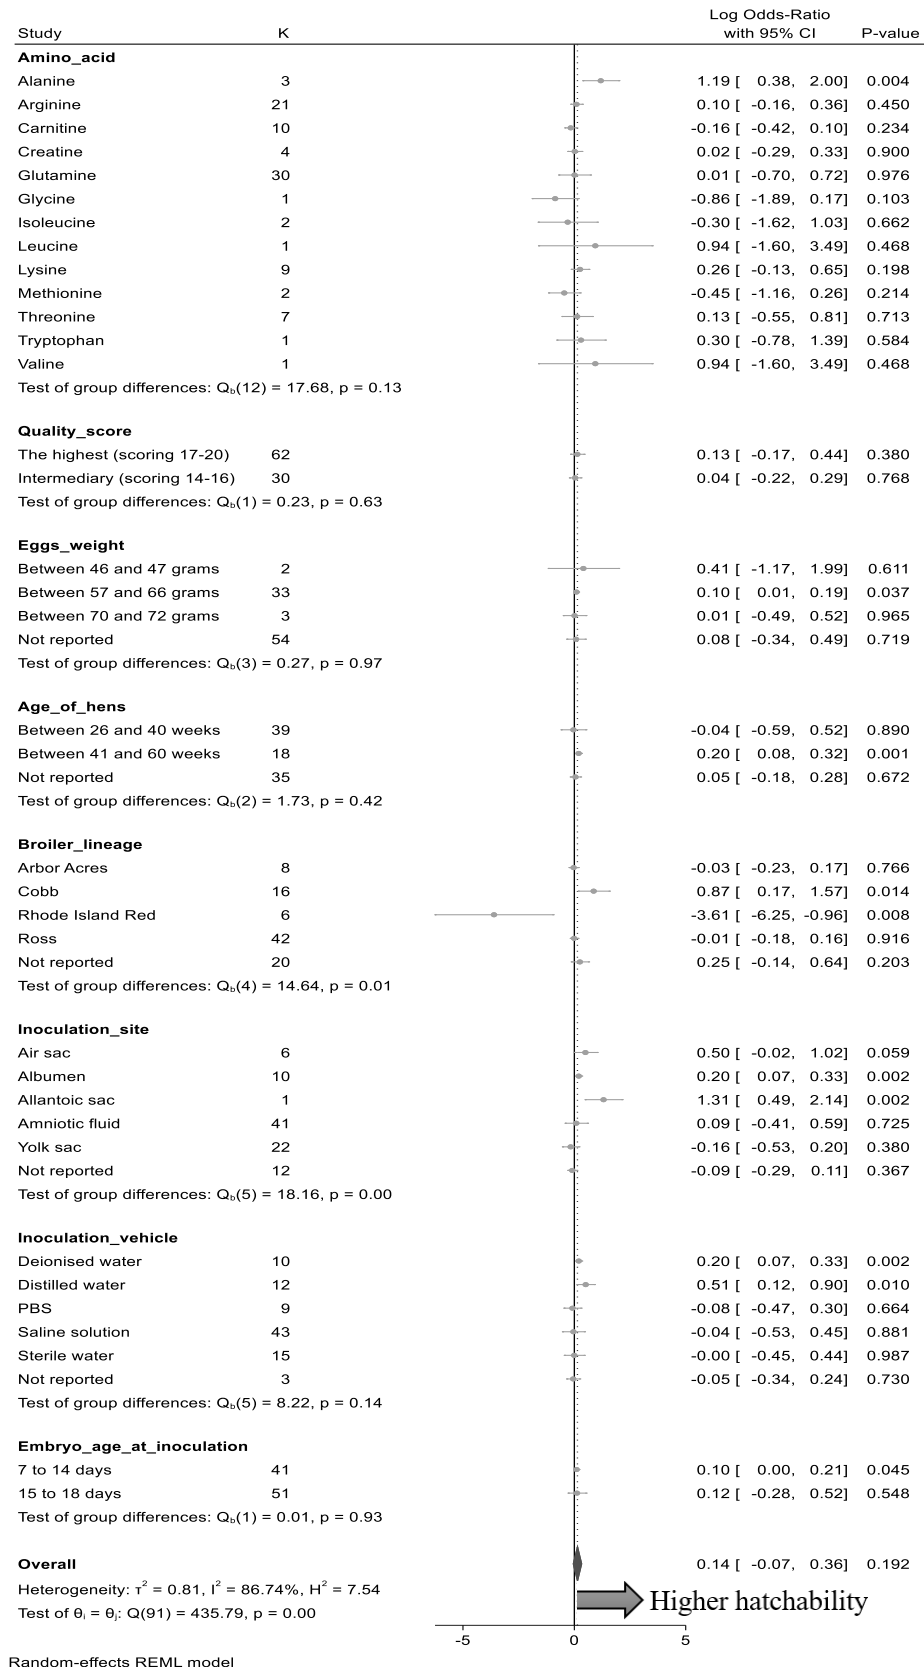 Log Odds-Ratio
Study K with 95% CI P-value
Amino_acid
Alanine 3 1.19 [ 0.38, 2.00] 0.004
Arginine 21 0.10 [ -0.16, 0.36] 0.450
Carnitine 10 -0.16 [ -0.42, 0.10] 0.234
Creatine 4 0.02 [ -0.29, 0.33] 0.900
Glutamine 30 0.01 [ -0.70, 0.72] 0.976
Glycine 1 -0.86 [ -1.89, 0.17] 0.103
Isoleucine 2 -0.30 [ -1.62, 1.03] 0.662
Leucine 1 0.94 [ -1.60, 3.49] 0.468
Lysine 9 0.26 [ -0.13, 0.65] 0.198
Methionine 2 -0.45 [ -1.16, 0.26] 0.214
Threonine 7 0.13 [ -0.55, 0.81] 0.713
Tryptophan 1 0.30 [ -0.78, 1.39] 0.584
Valine 1 0.94 [ -1.60, 3.49] 0.468
Test of group differences: Q_b(12) = 17.68, p = 0.13
Quality_score
The highest (scoring 17-20) 62 0.13 [ -0.17, 0.44] 0.380
Intermediary (scoring 14-16) 30 0.04 [ -0.22, 0.29] 0.768
Test of group differences: Q_b(1) = 0.23, p = 0.63
Eggs_weight
Between 46 and 47 grams 2 0.41 [ -1.17, 1.99] 0.611
Between 57 and 66 grams 33 0.10 [ 0.01, 0.19] 0.037
Between 70 and 72 grams 3 0.01 [ -0.49, 0.52] 0.965
Not reported 54 0.08 [ -0.34, 0.49] 0.719
Test of group differences: Q_b(3) = 0.27, p = 0.97
Age_of_hens
Between 26 and 40 weeks 39 -0.04 [ -0.59, 0.52] 0.890
Between 41 and 60 weeks 18 0.20 [ 0.08, 0.32] 0.001
Not reported 35 0.05 [ -0.18, 0.28] 0.672
Test of group differences: Q_b(2) = 1.73, p = 0.42
Broiler_lineage
Arbor Acres 8 -0.03 [ -0.23, 0.17] 0.766
Cobb 16 0.87 [ 0.17, 1.57] 0.014
Rhode Island Red 6 -3.61 [ -6.25, -0.96] 0.008
Ross 42 -0.01 [ -0.18, 0.16] 0.916
Not reported 20 0.25 [ -0.14, 0.64] 0.203
Test of group differences: Q_b(4) = 14.64, p = 0.01
Inoculation_site
Air sac 6 0.50 [ -0.02, 1.02] 0.059
Albumen 10 0.20 [ 0.07, 0.33] 0.002
Allantoic sac 1 1.31 [ 0.49, 2.14] 0.002
Amniotic fluid 41 0.09 [ -0.41, 0.59] 0.725
Yolk sac 22 -0.16 [ -0.53, 0.20] 0.380
Not reported 12 -0.09 [ -0.29, 0.11] 0.367
Test of group differences: Q_b(5) = 18.16, p = 0.00
Inoculation_vehicle
Deionised water 10 0.20 [ 0.07, 0.33] 0.002
Distilled water 12 0.51 [ 0.12, 0.90] 0.010
PBS 9 -0.08 [ -0.47, 0.30] 0.664
Saline solution 43 -0.04 [ -0.53, 0.45] 0.881
Sterile water 15 -0.00 [ -0.45, 0.44] 0.987
Not reported 3 -0.05 [ -0.34, 0.24] 0.730
Test of group differences: Q_b(5) = 8.22, p = 0.14
Embryo_age_at_inoculation
7 to 14 days 41 0.10 [ 0.00, 0.21] 0.045
15 to 18 days 51 0.12 [ -0.28, 0.52] 0.548
Test of group differences: Q_b(1) = 0.01, p = 0.93
Overall 0.14 [ -0.07, 0.36] 0.192
Heterogeneity: τ² = 0.81, I² = 86.74%, H² = 7.54
Higher hatchability
Test of θᵢ = θⱼ: Q(91) = 435.79, p = 0.00
-5 0 5
Random-effects REML model